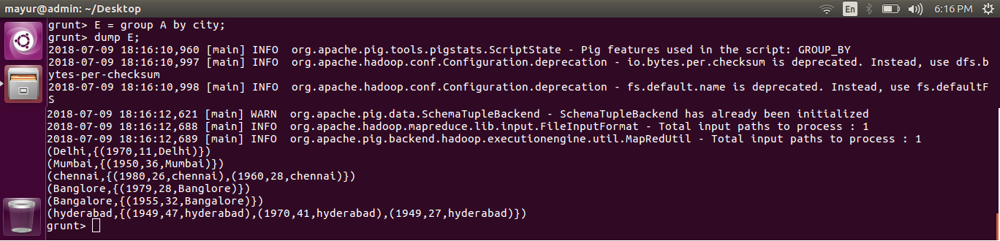 mayur@admin: ~/Desktop
En
6:16 PM
grunt> E = group A by city;
grunt> dump E;
2018-07-09 18:16:10,960 [main] INFO  org.apache.pig.tools.pigstats.ScriptState - Pig features used in the script: GROUP_BY
2018-07-09 18:16:10,997 [main] INFO  org.apache.hadoop.conf.Configuration.deprecation - io.bytes.per.checksum is deprecated. Instead, use dfs.b
ytes-per-checksum
2018-07-09 18:16:10,998 [main] INFO  org.apache.hadoop.conf.Configuration.deprecation - fs.default.name is deprecated. Instead, use fs.defaultF
S
2018-07-09 18:16:12,621 [main] WARN  org.apache.pig.data.SchemaTupleBackend - SchemaTupleBackend has already been initialized
2018-07-09 18:16:12,688 [main] INFO  org.apache.hadoop.mapreduce.lib.input.FileInputFormat - Total input paths to process : 1
2018-07-09 18:16:12,689 [main] INFO  org.apache.pig.backend.hadoop.executionengine.util.MapRedUtil - Total input paths to process : 1
(Delhi,{(1970,11,Delhi)})
(Mumbai,{(1950,36,Mumbai)})
(chennai,{(1980,26,chennai),(1960,28,chennai)})
(Banglore,{(1979,28,Banglore)})
(Bangalore,{(1955,32,Bangalore)})
(hyderabad,{(1949,47,hyderabad),(1970,41,hyderabad),(1949,27,hyderabad)})
grunt>